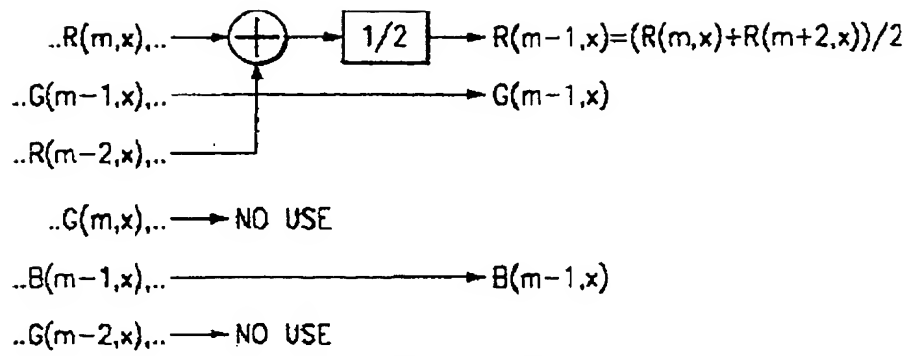 ..R(m,x),.. 1/2 R(m-1,x)=(R(m,x)+R(m+2,x))/2
..G(m-1,x),.. G(m-1,x)
..R(m-2,x),..
..G(m,x),.. NO USE
..B(m-1,x),.. B(m-1,x)
..G(m-2,x),.. NO USE